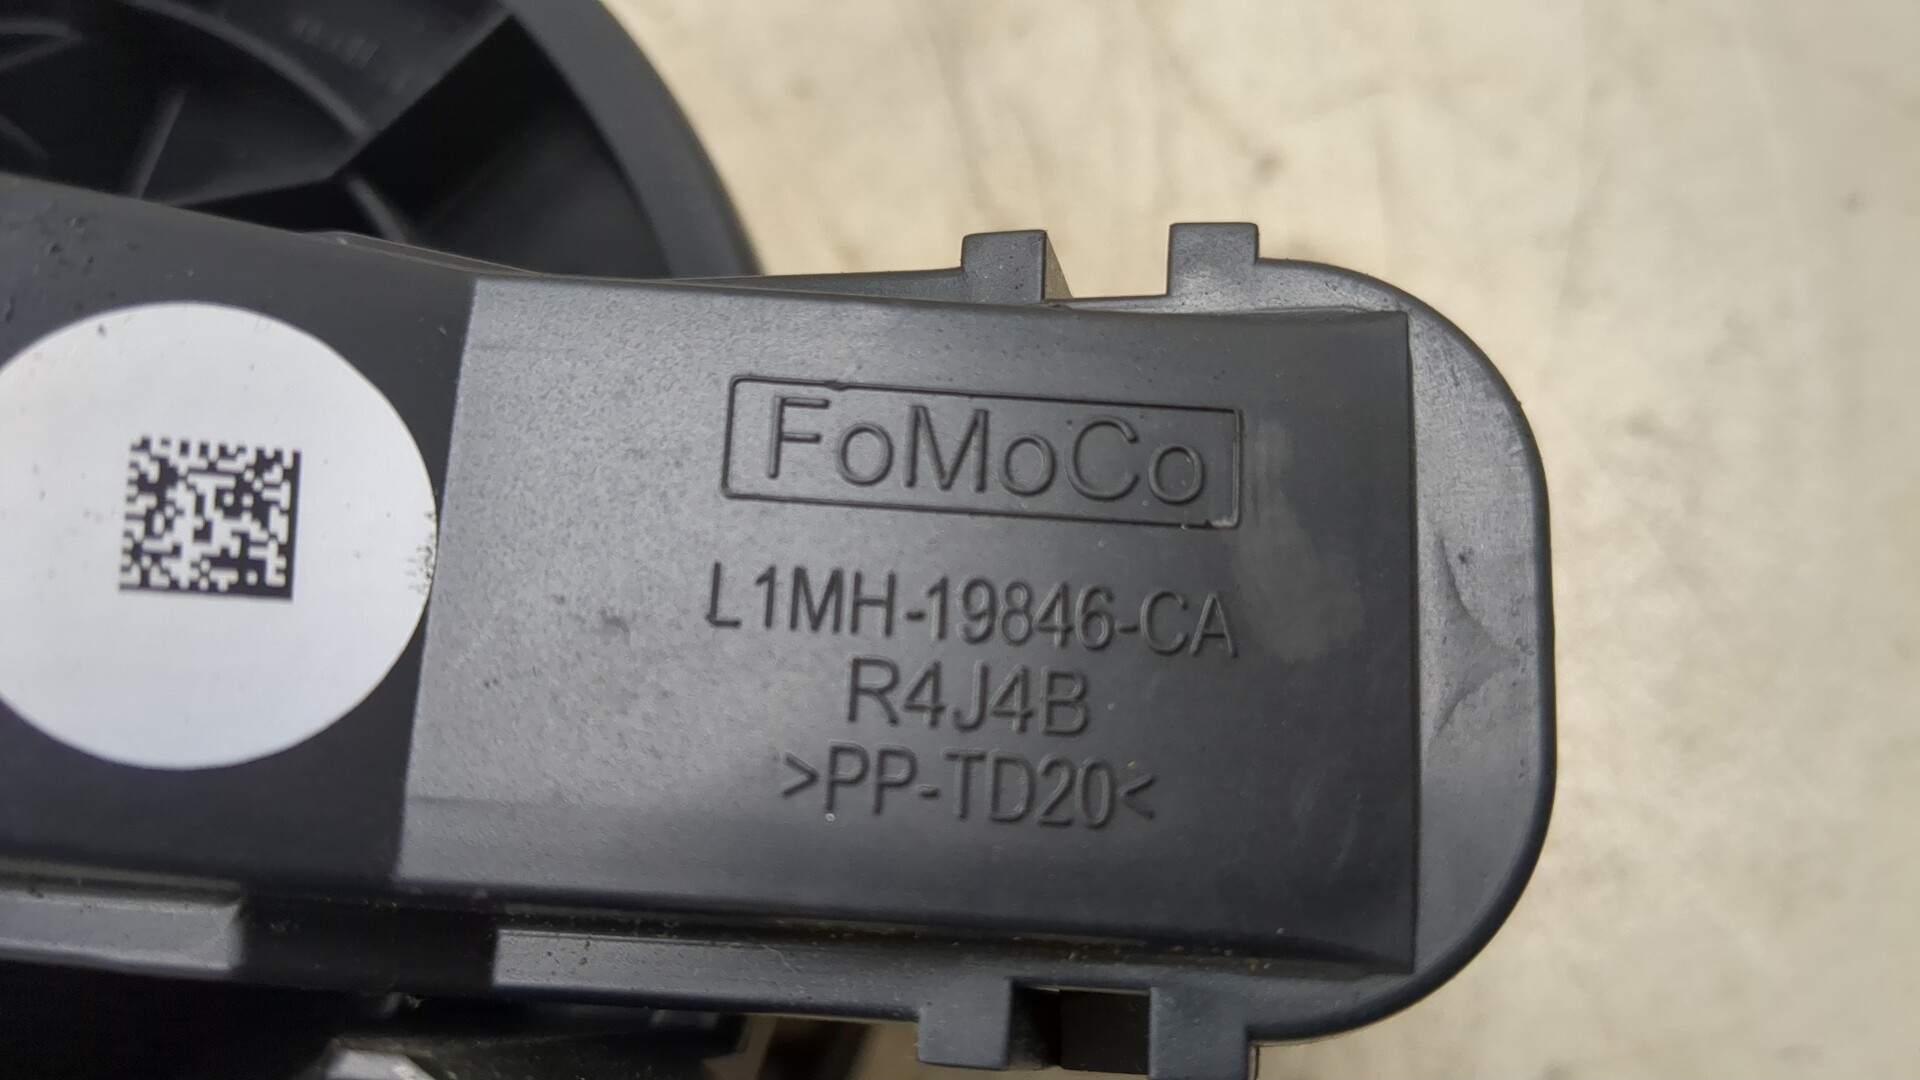 FoMoCo
L1MH-19846-CA
R4J4B
>PP-TD20<